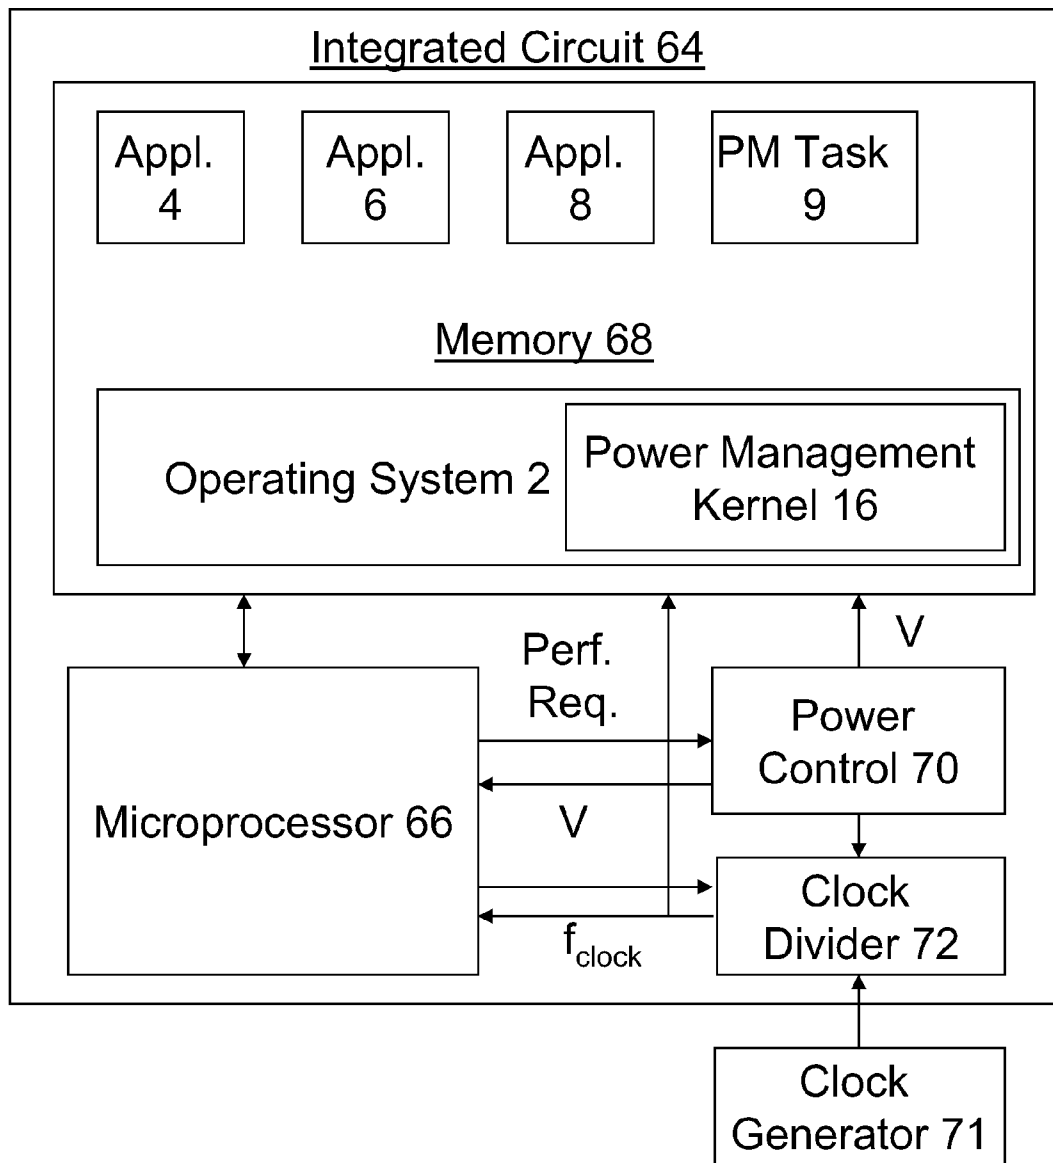 Integrated Circuit 64
Appl.
4
Appl.
6
Appl.
8
PM Task
9
Memory 68
Operating System 2
Power Management
Kernel 16
Perf.
Req.
V
Power
Control 70
Microprocessor 66
V
Clock
Divider 72
fclock
Clock
Generator 71